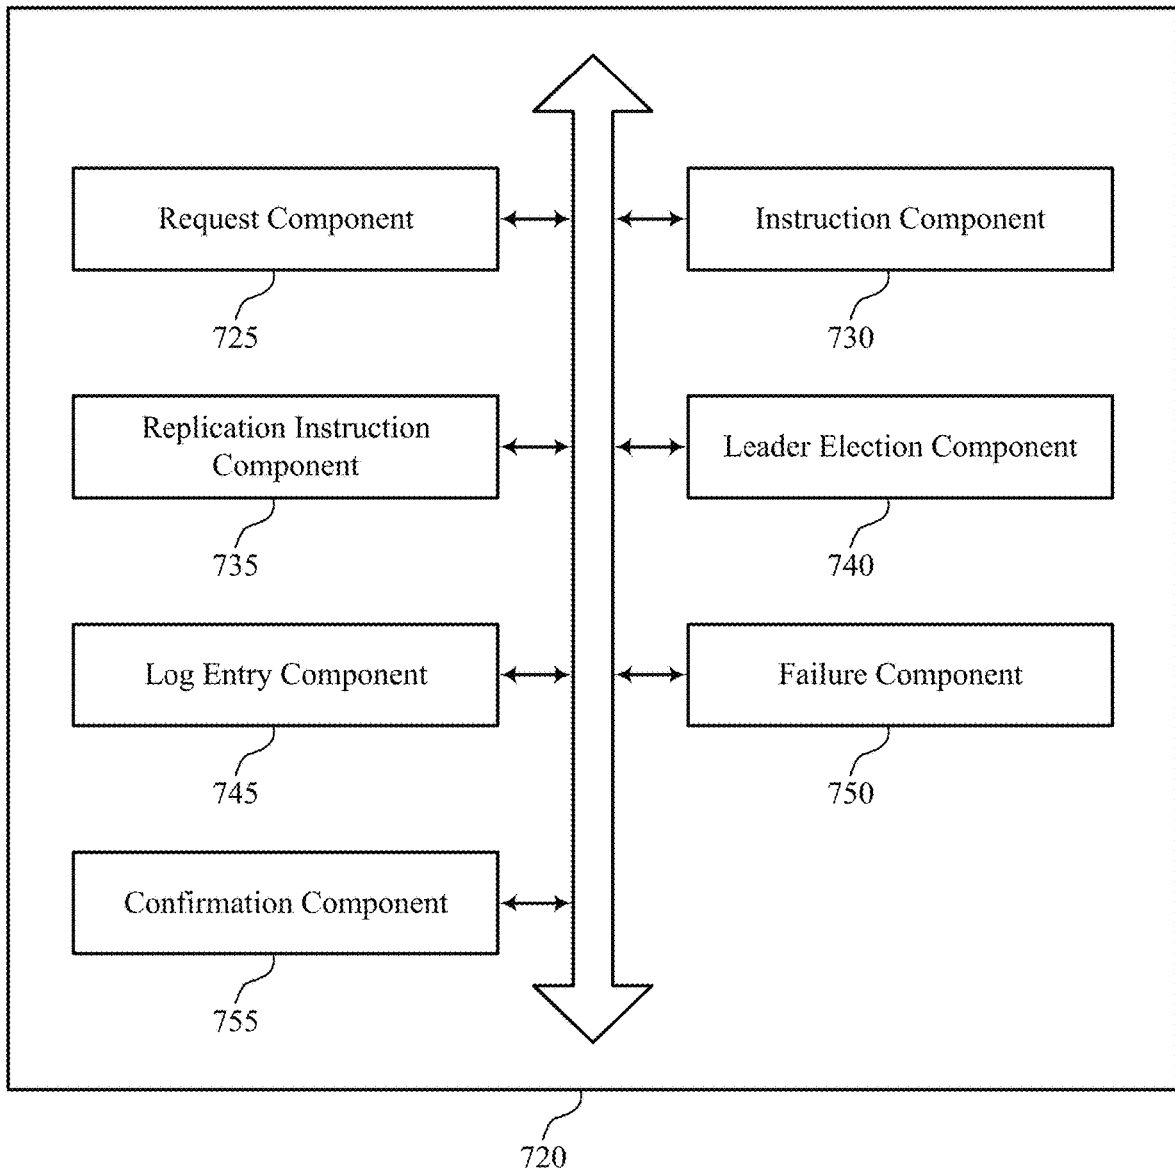 Request Component
Instruction Component
725
730
Replication Instruction
Component
Leader Election Component
735
740
Log Entry Component
Failure Component
745
750
Confirmation Component
755
720